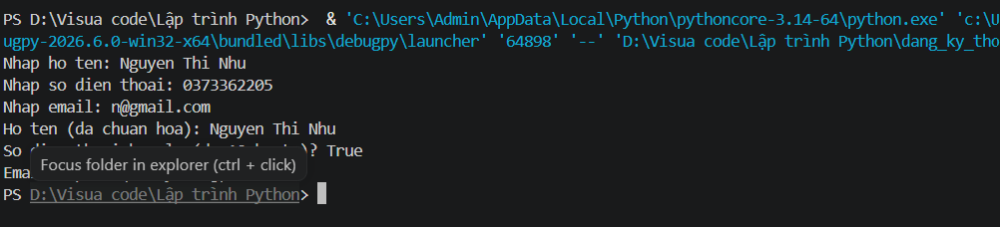 PS D:\Visua code\Lập trình Python>  & 'C:\Users\Admin\AppData\Local\Python\pythoncore-3.14-64\python.exe' 'c:\U
ugpy-2026.6.0-win32-x64\bundled\libs\debugpy\launcher' '64898' '--' 'D:\Visua code\Lập trình Python\dang_ky_tho
Nhap ho ten: Nguyen Thi Nhu
Nhap so dien thoai: 0373362205
Nhap email: n@gmail.com
Ho ten (da chuan hoa): Nguyen Thi Nhu
So )? True
Focus folder in explorer (ctrl + click)
Ema
PS D:\Visua code\Lập trình Python>